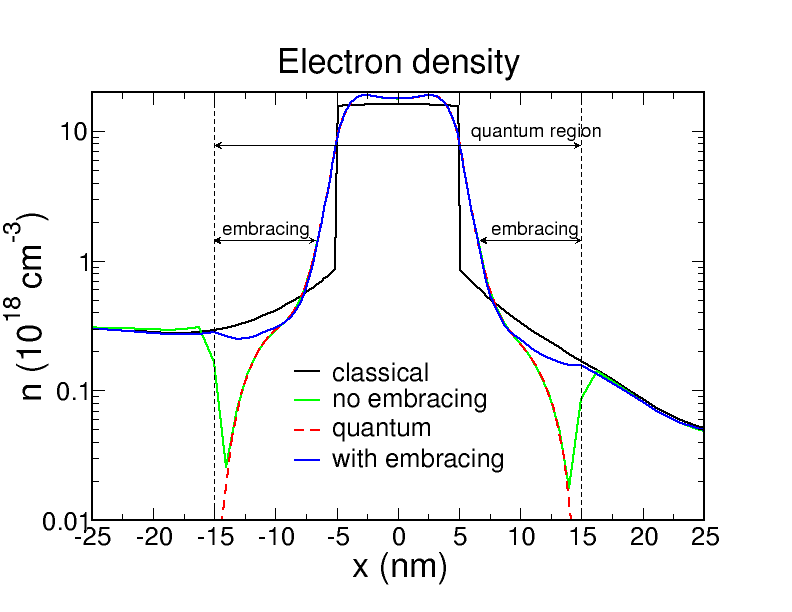 Electron density
n (10^18 cm^-3)
10
1
0.1
0.01
quantum region
embracing
embracing
classical
no embracing
quantum
with embracing
-25 -20 -15 -10 -5 0 5 10 15 20 25
x (nm)